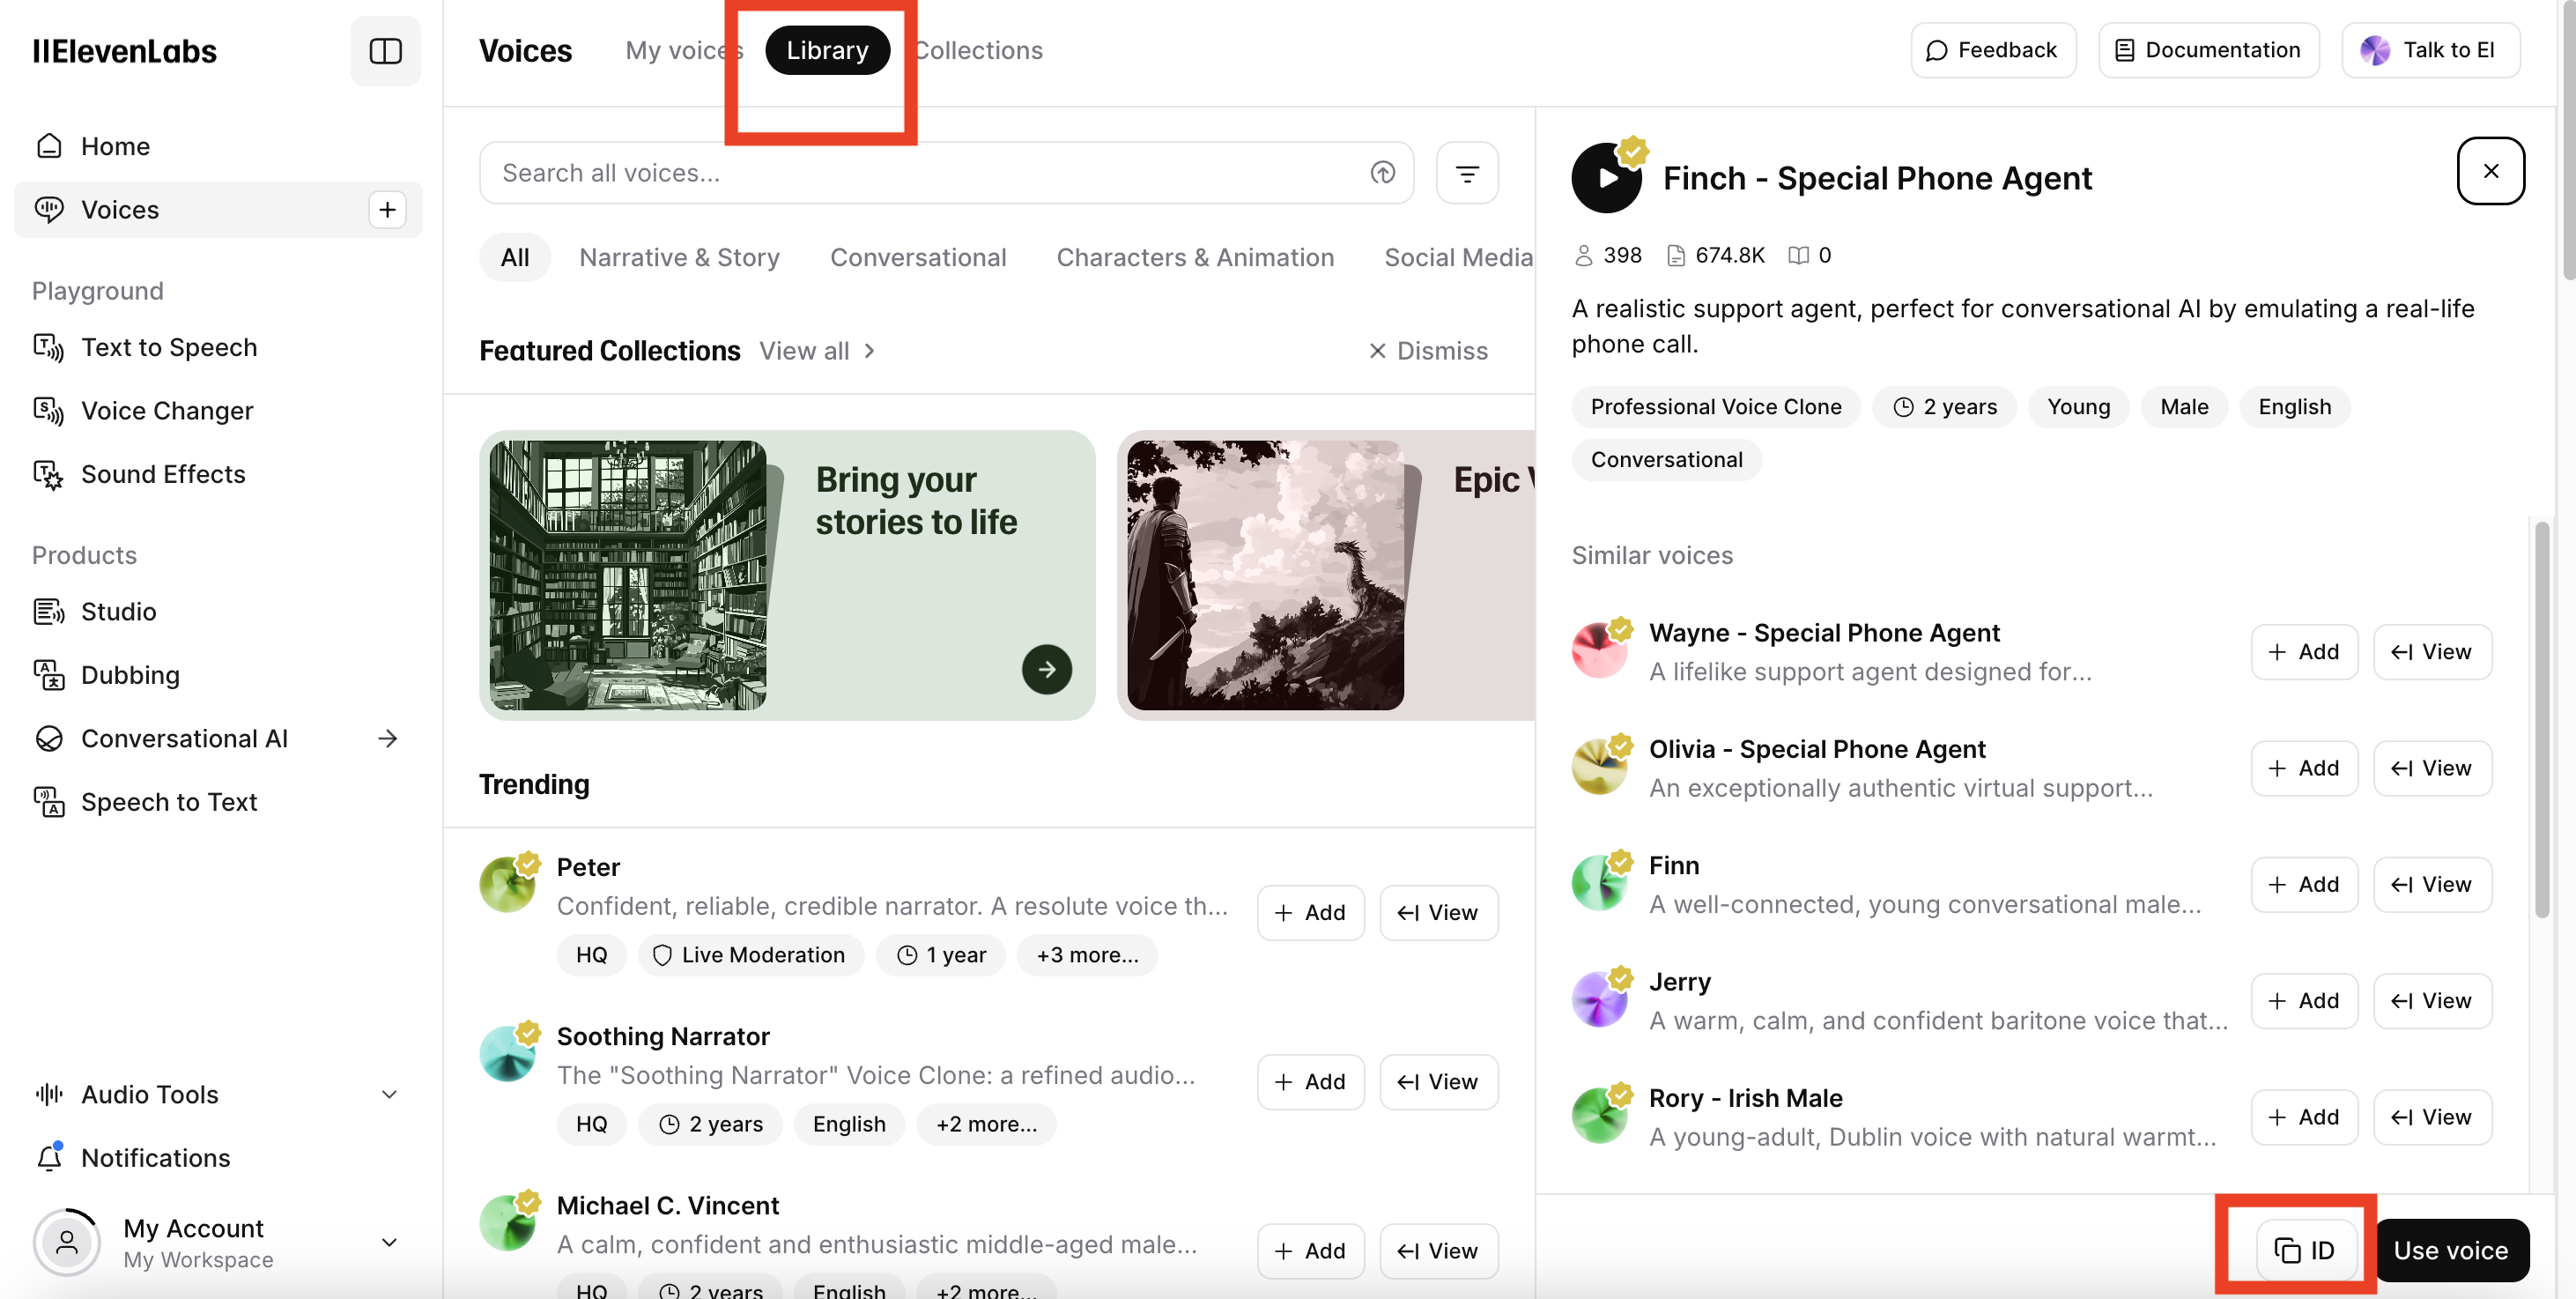 IIElevenLabs
Home
Voices
Playground
Text to Speech
Voice Changer
Sound Effects
Products
Studio
Dubbing
Conversational AI
Speech to Text
Audio Tools
Notifications
My Account
My Workspace
Voices My voices Library Collections
Feedback Documentation Talk to El
Search all voices...
All Narrative & Story Conversational Characters & Animation Social Media
Featured Collections View all Dismiss
Bring your
stories to life
Epic
Trending
Peter
Confident, reliable, credible narrator. A resolute voice th...
HQ Live Moderation 1 year +3 more...
Add View
Soothing Narrator
The "Soothing Narrator" Voice Clone: a refined audio...
HQ 2 years English +2 more...
Add View
Michael C. Vincent
A calm, confident and enthusiastic middle-aged male...
HQ 2 years English +2 more...
Add View
Finch - Special Phone Agent
398 674.8K 0
A realistic support agent, perfect for conversational AI by emulating a real-life
phone call.
Professional Voice Clone 2 years Young Male English
Conversational
Similar voices
Wayne - Special Phone Agent
A lifelike support agent designed for...
Add View
Olivia - Special Phone Agent
An exceptionally authentic virtual support...
Add View
Finn
A well-connected, young conversational male...
Add View
Jerry
A warm, calm, and confident baritone voice that...
Add View
Rory - Irish Male
A young-adult, Dublin voice with natural warmt...
Add View
ID Use voice